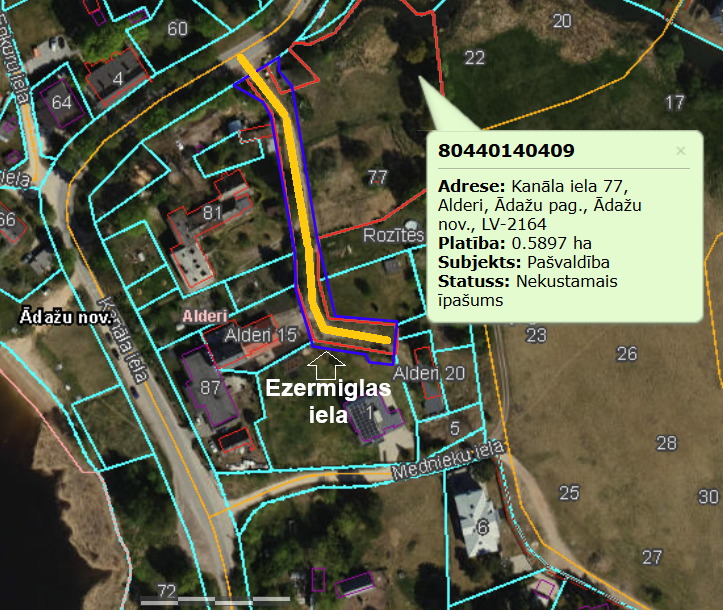 60
20
22
4
64
17
iela
80440140409
×
Adrese: Kanāla iela 77,
Alderi, Ādažu pag., Ādažu
nov., LV-2164
Platība: 0.5897 ha
Subjekts: Pašvaldība
Statuss: Nekustamais
īpašums
77
81
66
Rozītes
Ādažu nov.
Alderi
Kanāla iela
Alderi 15
23
26
Alderi 20
87
Ezermiglas
iela
1
5
28
Mednieku iela
25
30
6
27
72